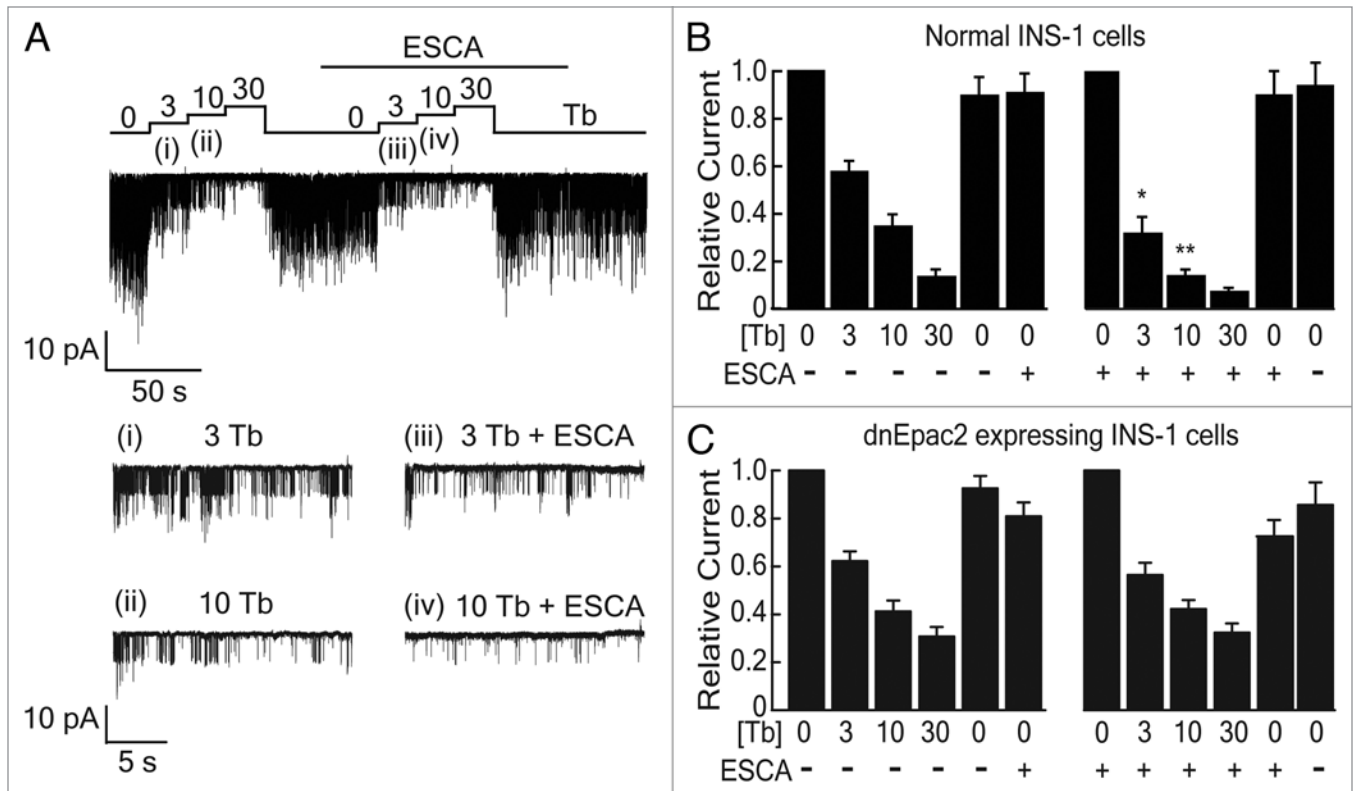 A
ESCA
0 3 10 30 0 3 10 30 Tb
(i) (ii) (iii) (iv)
10 pA
50 s
(i) 3 Tb
(iii) 3 Tb + ESCA
(ii) 10 Tb
(iv) 10 Tb + ESCA
10 pA
5 s
B
Normal INS-1 cells
Relative Current
1.0
0.8
0.6
0.4
0.2
0
*
**
[Tb] 0 3 10 30 0 0 0 3 10 30 0 0
ESCA - - - - - + + + + + + -
C
dnEpac2 expressing INS-1 cells
Relative Current
1.0
0.8
0.6
0.4
0.2
0
[Tb] 0 3 10 30 0 0 0 3 10 30 0 0
ESCA - - - - - + + + + + + -